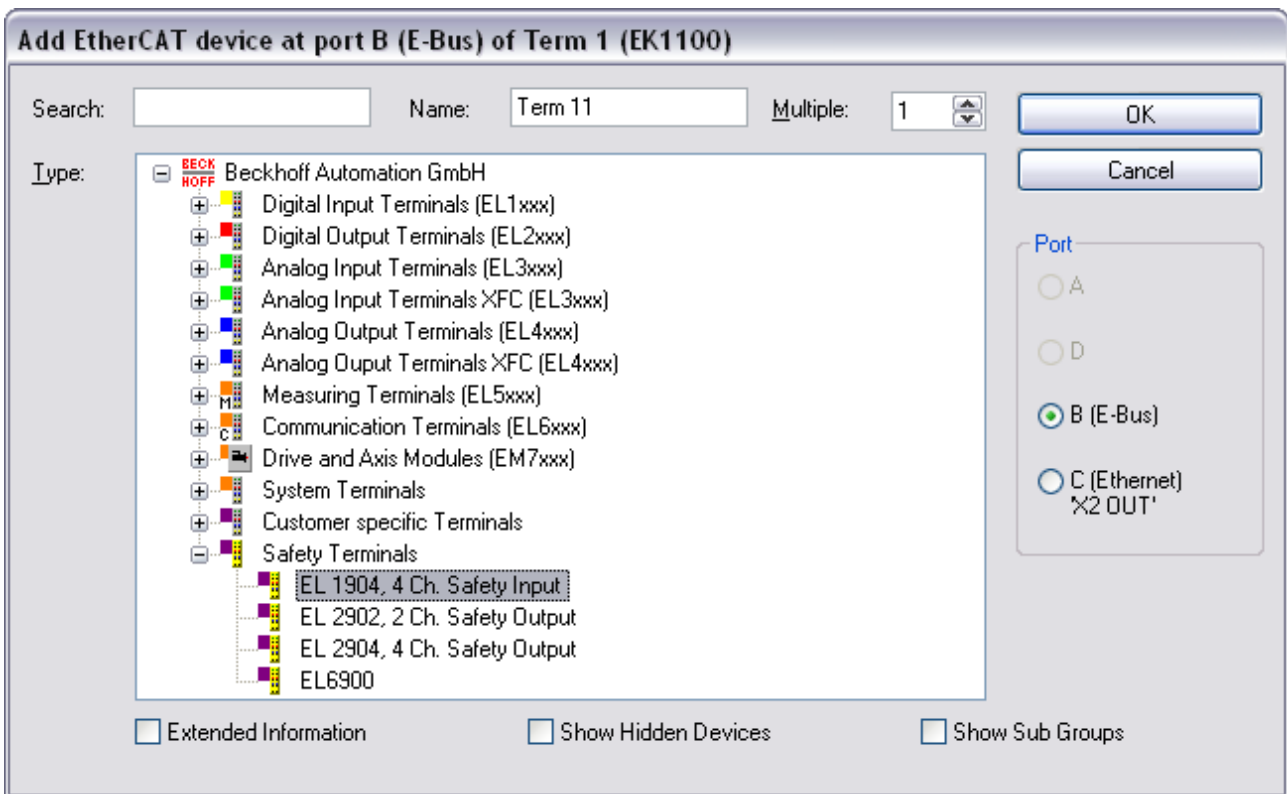 Add EtherCAT device at port B (E-Bus) of Term 1 (EK1100)
Search:
Name:
Term 11
Multiple:
1
OK
Cancel
Type:
BECK
HOFF
Beckhoff Automation GmbH
Digital Input Terminals (EL1xxx)
Digital Output Terminals (EL2xxx)
Analog Input Terminals (EL3xxx)
Analog Input Terminals XFC (EL3xxx)
Analog Output Terminals (EL4xxx)
Analog Ouput Terminals XFC (EL4xxx)
M
Measuring Terminals (EL5xxx)
C
Communication Terminals (EL6xxx)
Drive and Axis Modules (EM7xxx)
System Terminals
Customer specific Terminals
Safety Terminals
EL 1904, 4 Ch. Safety Input
EL 2902, 2 Ch. Safety Output
EL 2904, 4 Ch. Safety Output
EL6900
Port
A
D
B (E-Bus)
C (Ethernet)
'X2 OUT'
Extended Information
Show Hidden Devices
Show Sub Groups